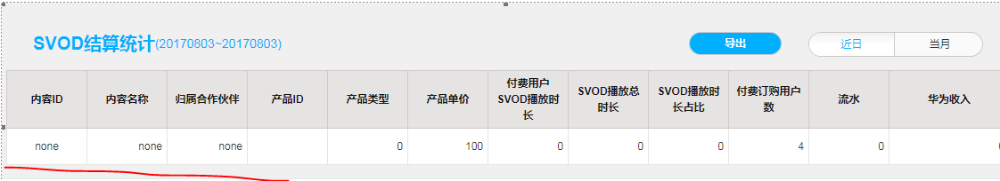 SVOD结算统计(20170803~20170803)
导出
近日
当月
内容ID
内容名称
归属合作伙伴
产品ID
产品类型
产品单价
付费用户
SVOD播放时
长
SVOD播放总
时长
SVOD播放时
长占比
付费订购用户
数
流水
华为收入
none
none
none
0
100
0
0
0
4
0